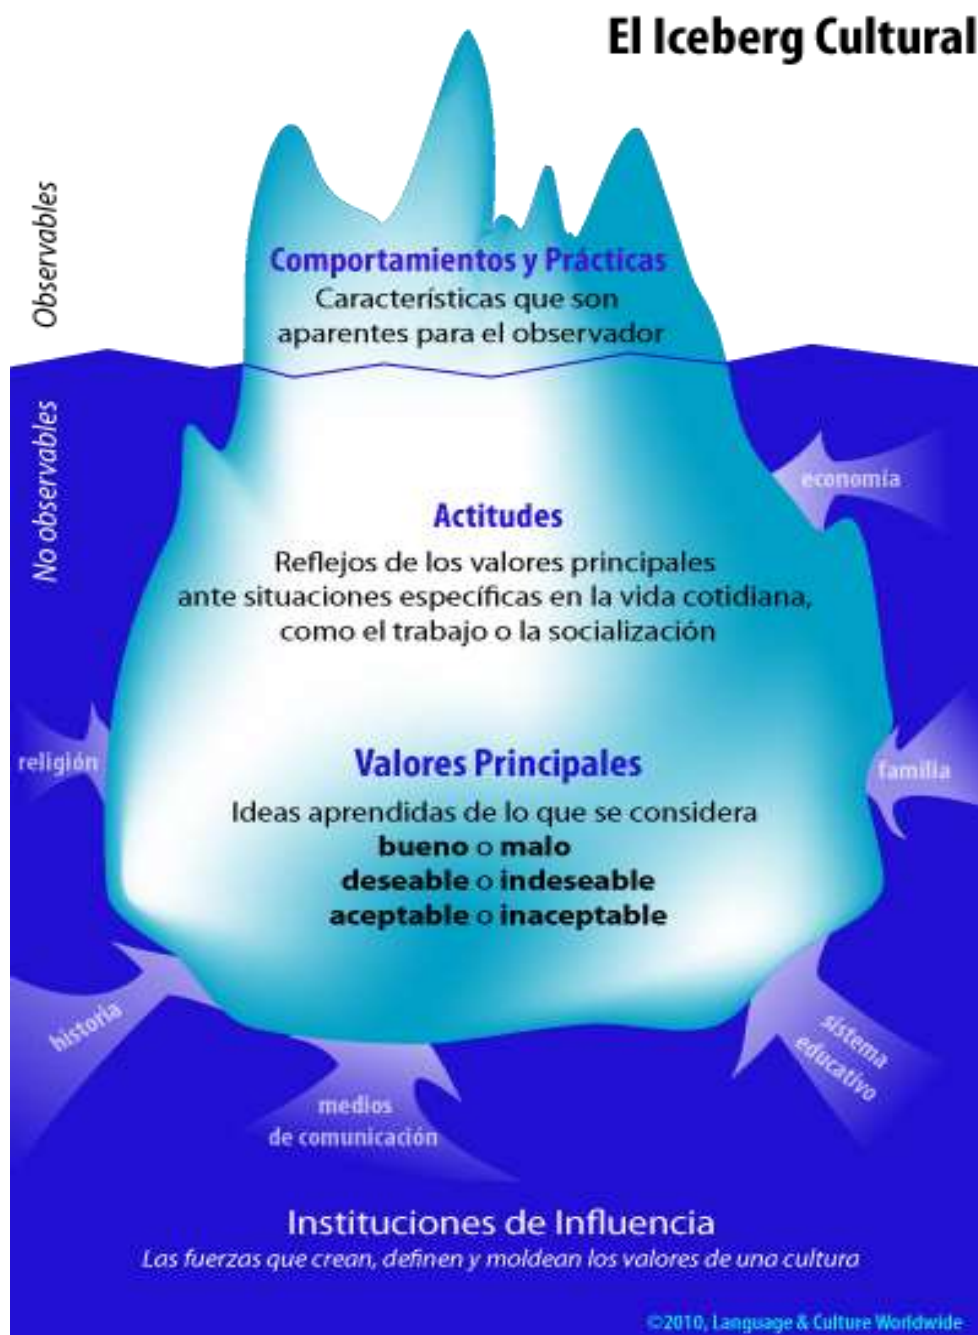 El Iceberg Cultural
Observables
Comportamientos y Prácticas
Características que son
aparentes para el observador
No observables
economía
Actitudes
Reflejos de los valores principales
ante situaciones específicas en la vida cotidiana,
como el trabajo o la socialización
religión
Valores Principales
familia
Ideas aprendidas de lo que se considera
bueno o malo
deseable o indeseable
aceptable o inaceptable
historia
sistema
educativo
medios
de comunicación
Instituciones de Influencia
Las fuerzas que crean, definen y moldean los valores de una cultura
©2010, Language & Culture Worldwide